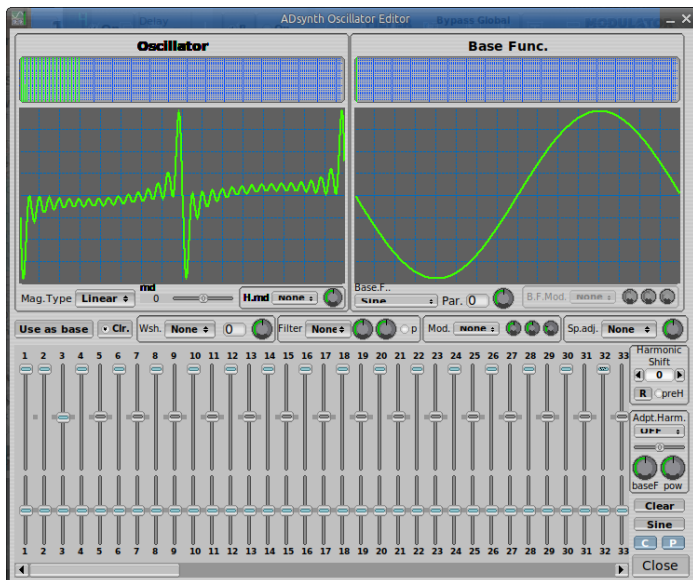 ADsynth Oscillator Editor
Delay
Bypass Global
Oscillator
Base Func.
Mag.Type Linear
rnd
0
H.rnd None
Base.F..
Sine
Par. 0
B.F.Mod. None
Use as base
Clr.
Wsh. None 0
Filter None
p
Mod. None
Sp.adj. None
1 2 3 4 5 6 7 8 9 10 11 12 13 14 15 16 17 18 19 20 21 22 23 24 25 26 27 28 29 30 31 32 33
Harmonic
Shift
0
R preH
Adpt.Harm.
OFF
baseF pow
Clear
Sine
C P
1 2 3 4 5 6 7 8 9 10 11 12 13 14 15 16 17 18 19 20 21 22 23 24 25 26 27 28 29 30 31 32 33
Close